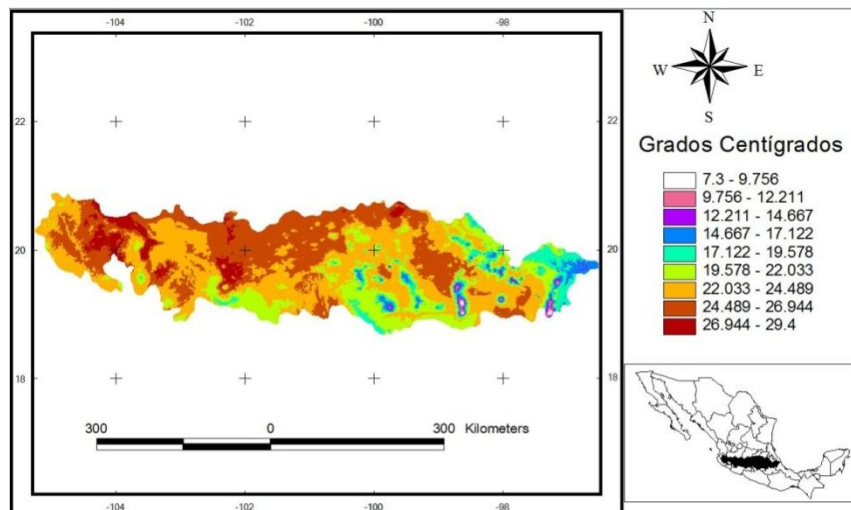 -104 -102 -100 -98
N
W E
S
22 22
20 20
18 18
300 0 300 Kilometers
-104 -102 -100 -98
Grados Centígrados
7.3 - 9.756
9.756 - 12.211
12.211 - 14.667
14.667 - 17.122
17.122 - 19.578
19.578 - 22.033
22.033 - 24.489
24.489 - 26.944
26.944 - 29.4